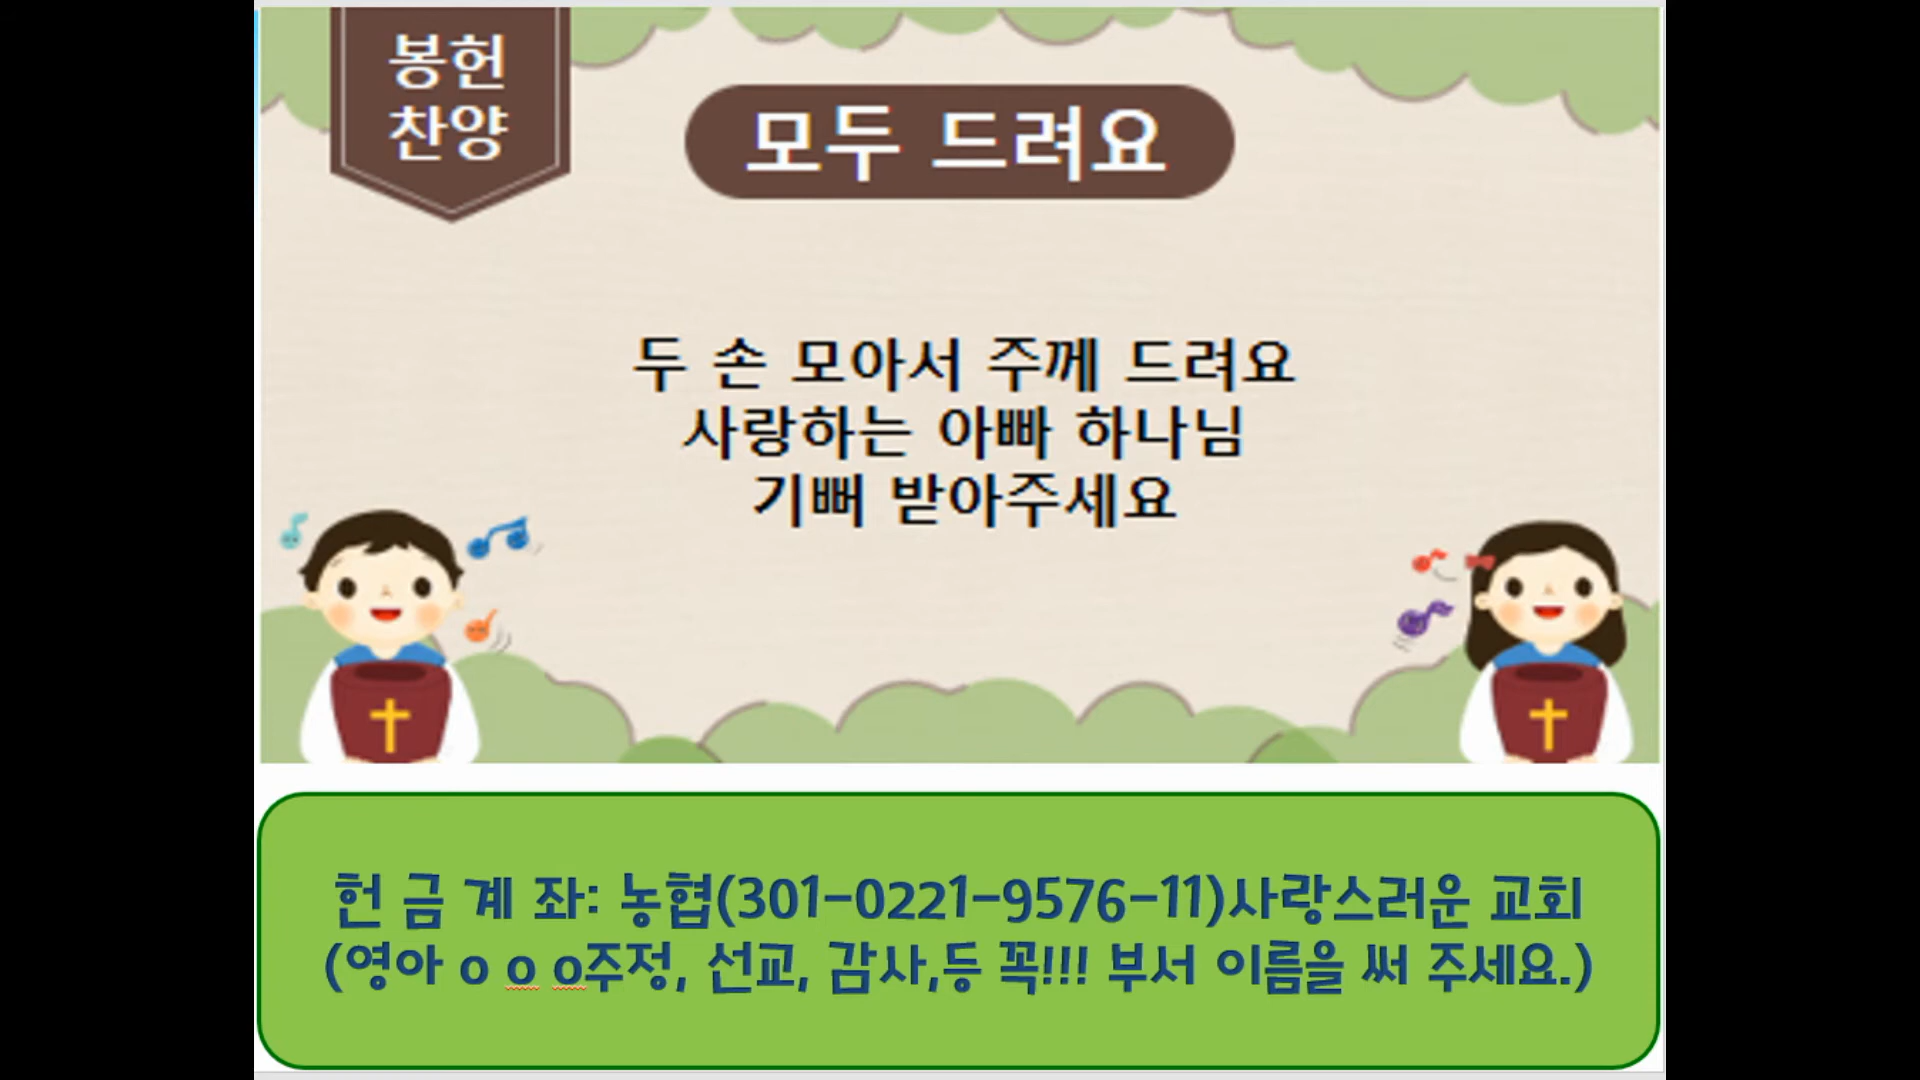 봉헌
찬양
모두 드려요
두 손 모아서 주께 드려요
사랑하는 아빠 하나님
기뻐 받아주세요
헌 금 계 좌: 농협(301-0221-9576-11)사랑스러운 교회
(영아 o o o주정, 선교, 감사,등 꼭!!! 부서 이름을 써 주세요.)